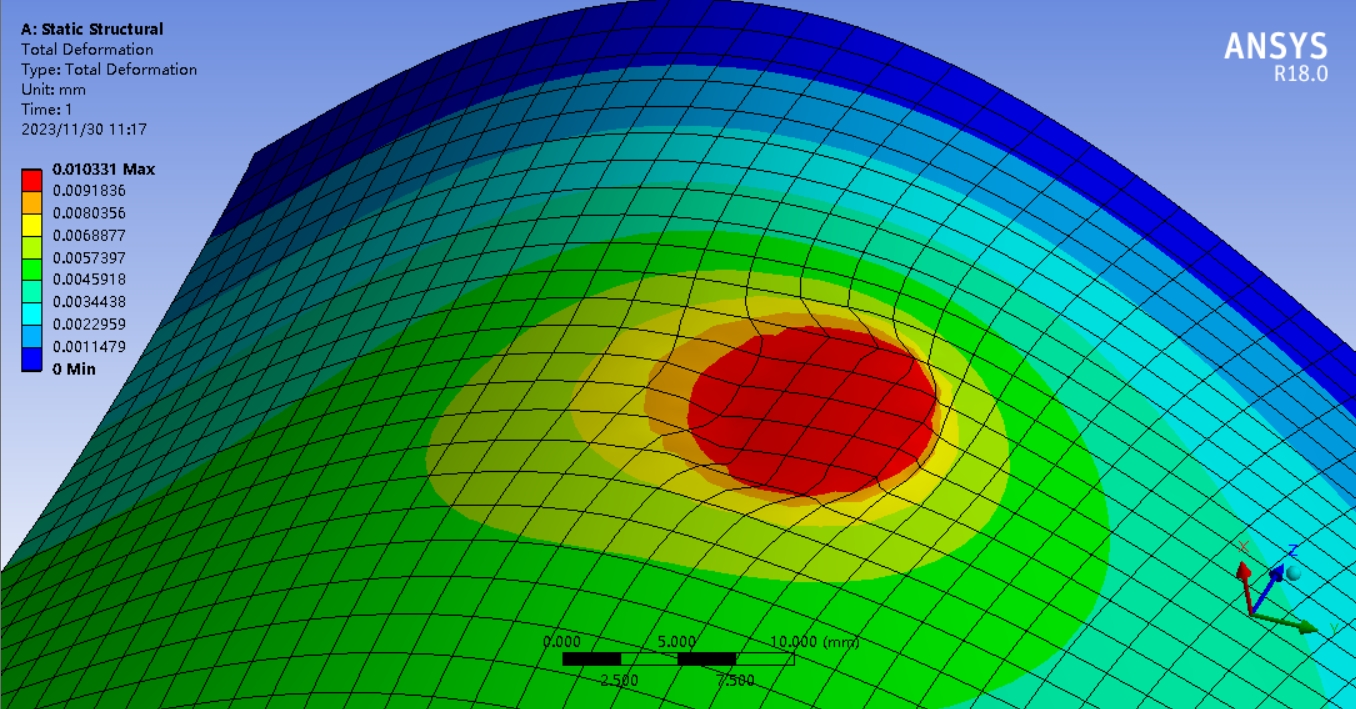 A: Static Structural
Total Deformation
Type: Total Deformation
Unit: mm
Time: 1
2023/11/30 11:17
ANSYS
R18.0
0.010331 Max
0.0091836
0.0080356
0.0068877
0.0057397
0.0045918
0.0034438
0.0022959
0.0011479
0 Min
X
Z
Y
0.000 5.000 10.000 (mm)
2.500 7.500